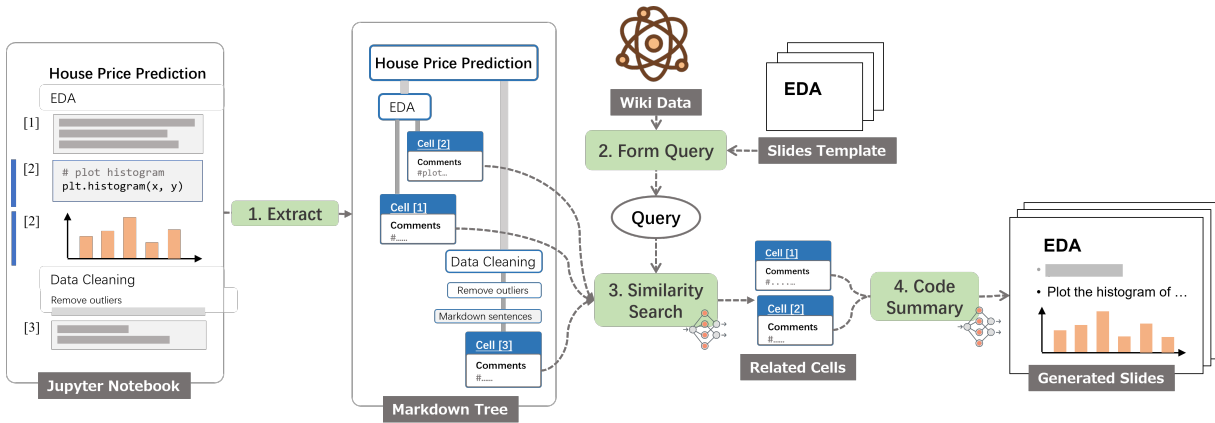 House Price Prediction
EDA
[1]
[2]
# plot histogram
plt.histogram(x, y)
[2]
Data Cleaning
Remove outliers
[3]
Jupyter Notebook
1. Extract
House Price Prediction
EDA
Cell [2]
Comments
#plot...
Cell [1]
Comments
#......
Data Cleaning
Remove outliers
Markdown sentences
Cell [3]
Comments
#.....
Markdown Tree
Wiki Data
2. Form Query
EDA
Slides Template
Query
3. Similarity
Search
Cell [1]
Comments
#......
Cell [2]
Comments
#.....
Related Cells
4. Code
Summary
EDA
• Plot the histogram of ...
Generated Slides